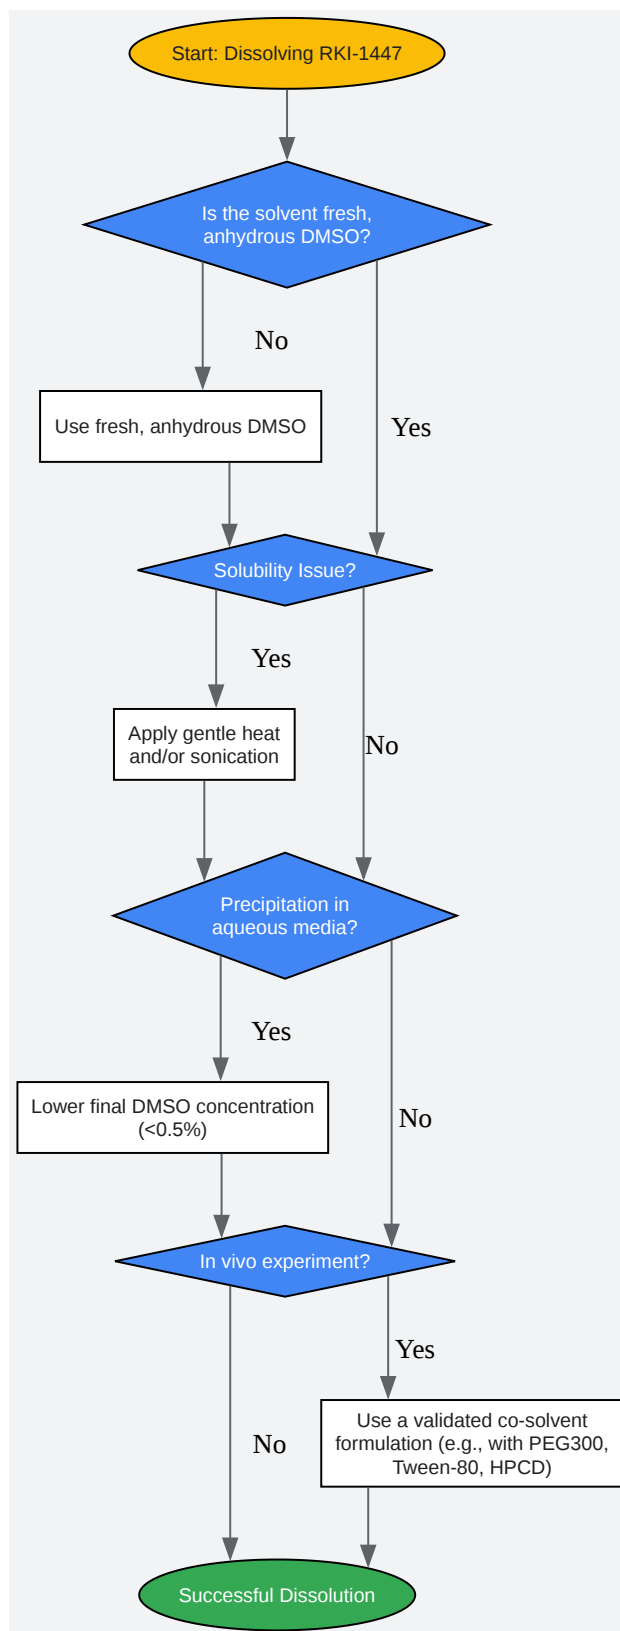 Start: Dissolving RKI-1447
Is the solvent fresh,
anhydrous DMSO?
No
Use fresh, anhydrous DMSO
Yes
Solubility Issue?
Yes
Apply gentle heat
and/or sonication
No
Precipitation in
aqueous media?
Yes
Lower final DMSO concentration
(<0.5%)
No
In vivo experiment?
Yes
Use a validated co-solvent
formulation (e.g., with PEG300,
Tween-80, HPCD)
No
Successful Dissolution